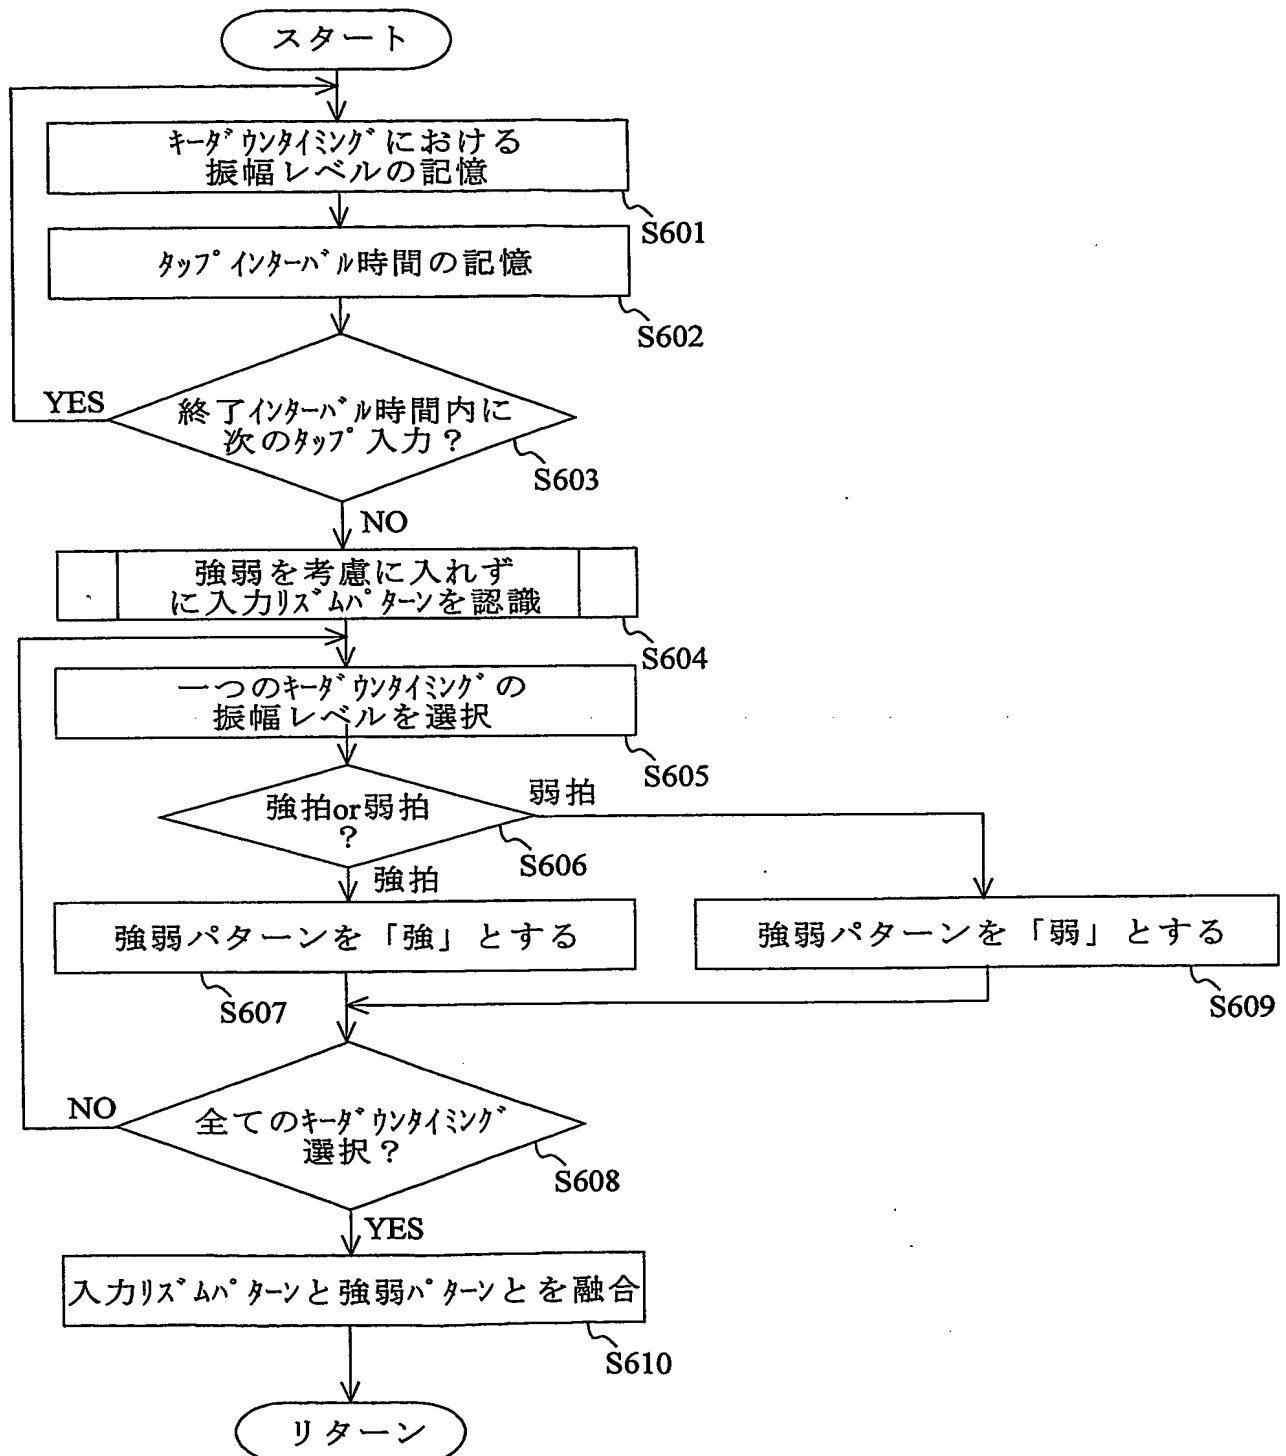 スタート
キーダウンタイミングにおける
振幅レベルの記憶
S601
タップインターバル時間の記憶
S602
YES
終了インターバル時間内に
次のタップ入力？
S603
NO
強弱を考慮に入れず
に入力リズムパターンを認識
S604
一つのキーダウンタイミングの
振幅レベルを選択
S605
強拍or弱拍
？
弱拍
S606
強拍
強弱パターンを「強」とする
強弱パターンを「弱」とする
S607
S609
NO
全てのキーダウンタイミング
選択？
S608
YES
入力リズムパターンと強弱パターンとを融合
S610
リターン